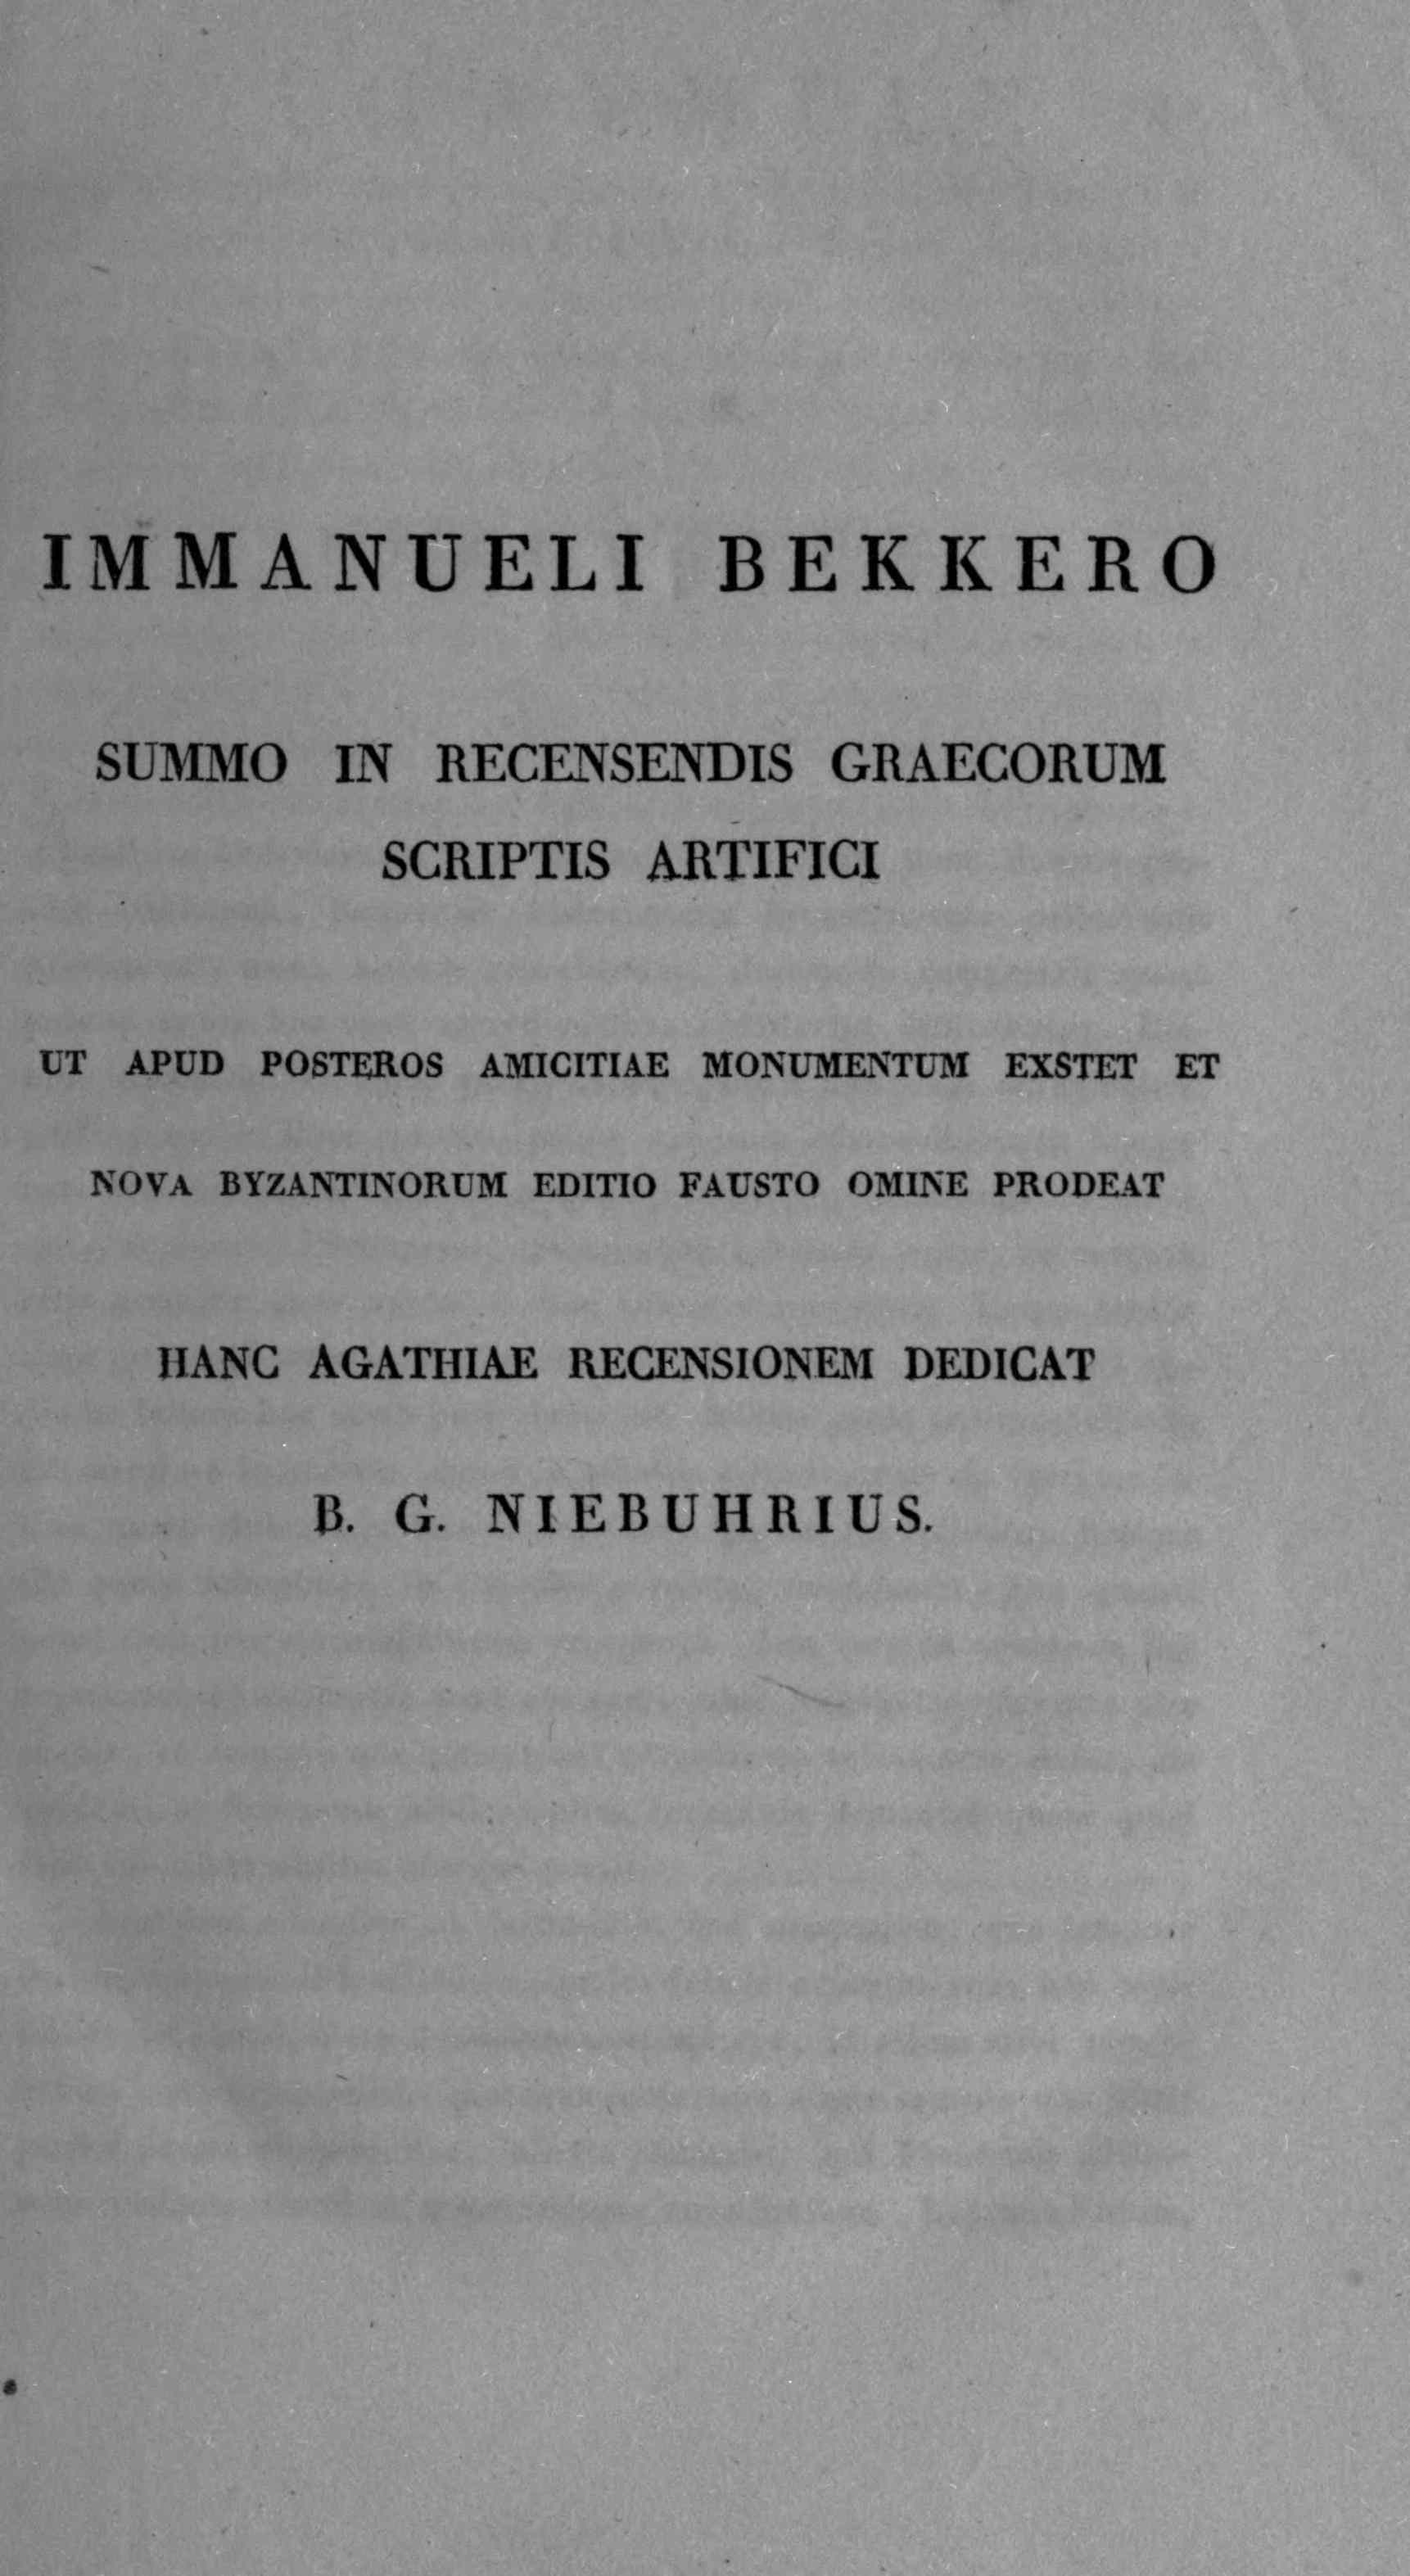 IMMANUELI BEKKERO
SUMMO IN RECENSENDIS GRAECORUM
SCRIPTIS ARTIFICI
UT APUD POSTEROS AMICITIAE MONUMENTUM EXSTET ET
NOVA BYZANTINORUM EDITIO FAUSTO OMINE PRODEAT
HANC AGATHIAE RECENSIONEM DEDICAT
B. G. NIEBUHRIUS.